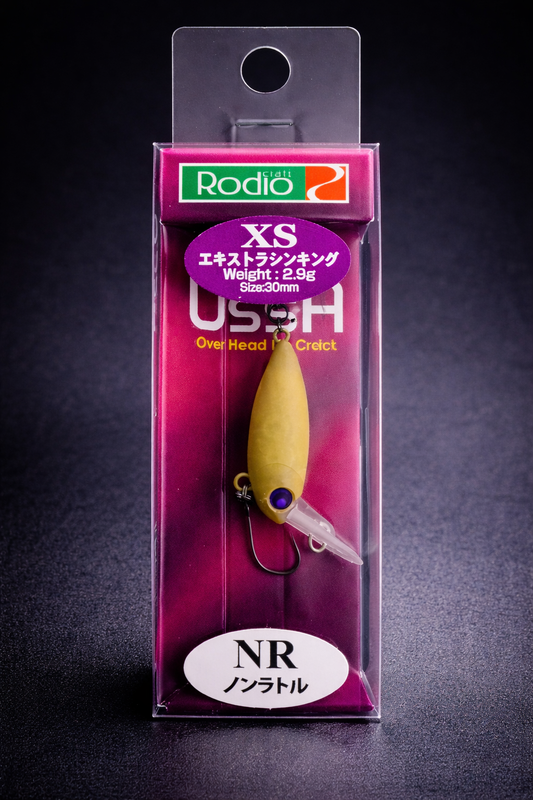 Rodio craft
XS
エキストラシンキング
Weight : 2.9g
Size:30mm
Over Head
NR
ノンラトル